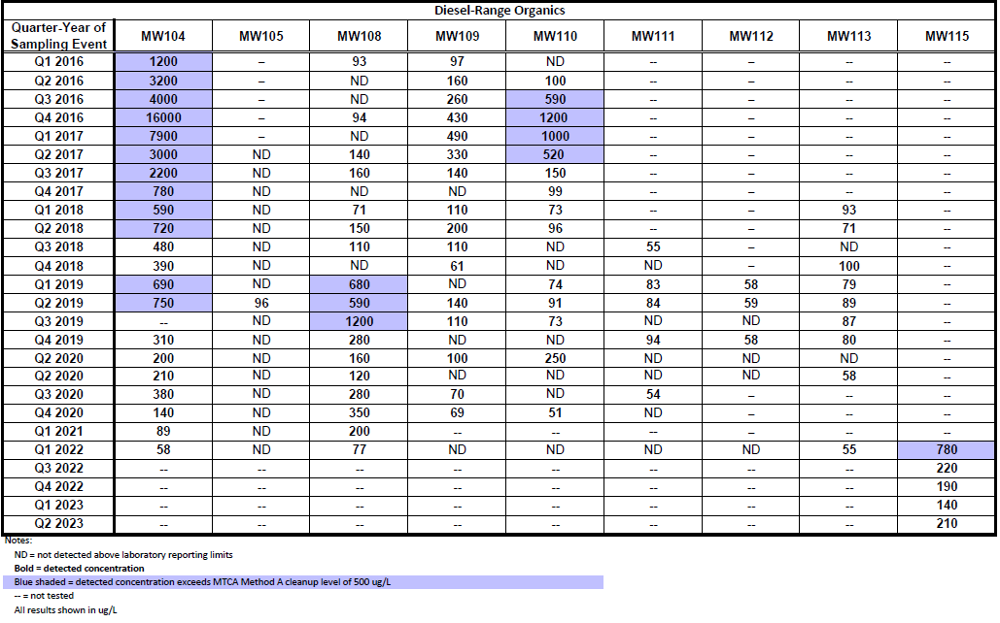 Diesel-Range Organics
Quarter-Year of Sampling Event MW104 MW105 MW108 MW109 MW110 MW111 MW112 MW113 MW115
Q1 2016 1200 – 93 97 ND -- – -- --
Q2 2016 3200 – ND 160 100 -- – -- --
Q3 2016 4000 – ND 260 590 -- – -- --
Q4 2016 16000 – 94 430 1200 -- – -- --
Q1 2017 7900 – ND 490 1000 -- – -- --
Q2 2017 3000 ND 140 330 520 -- – -- --
Q3 2017 2200 ND 160 140 150 -- – -- --
Q4 2017 780 ND ND ND 99 -- – -- --
Q1 2018 590 ND 71 110 73 -- – 93 --
Q2 2018 720 ND 150 200 96 -- – 71 --
Q3 2018 480 ND 110 110 ND 55 – ND --
Q4 2018 390 ND ND 61 ND ND – 100 --
Q1 2019 690 ND 680 ND 74 83 58 79 --
Q2 2019 750 96 590 140 91 84 59 89 --
Q3 2019 -- ND 1200 110 73 ND ND 87 --
Q4 2019 310 ND 280 ND ND 94 58 80 --
Q2 2020 200 ND 160 100 250 ND ND ND --
Q2 2020 210 ND 120 ND ND ND ND 58 --
Q3 2020 380 ND 280 70 ND 54 – -- --
Q4 2020 140 ND 350 69 51 ND – -- --
Q1 2021 89 ND 200 -- -- -- – -- --
Q1 2022 58 ND 77 ND ND ND ND 55 780
Q3 2022 -- -- -- -- -- -- -- -- 220
Q4 2022 -- -- -- -- -- -- -- -- 190
Q1 2023 -- -- -- -- -- -- -- -- 140
Q2 2023 -- -- -- -- -- -- -- -- 210
Notes:
ND = not detected above laboratory reporting limits
Bold = detected concentration
Blue shaded = detected concentration exceeds MTCA Method A cleanup level of 500 ug/L
-- = not tested
All results shown in ug/L